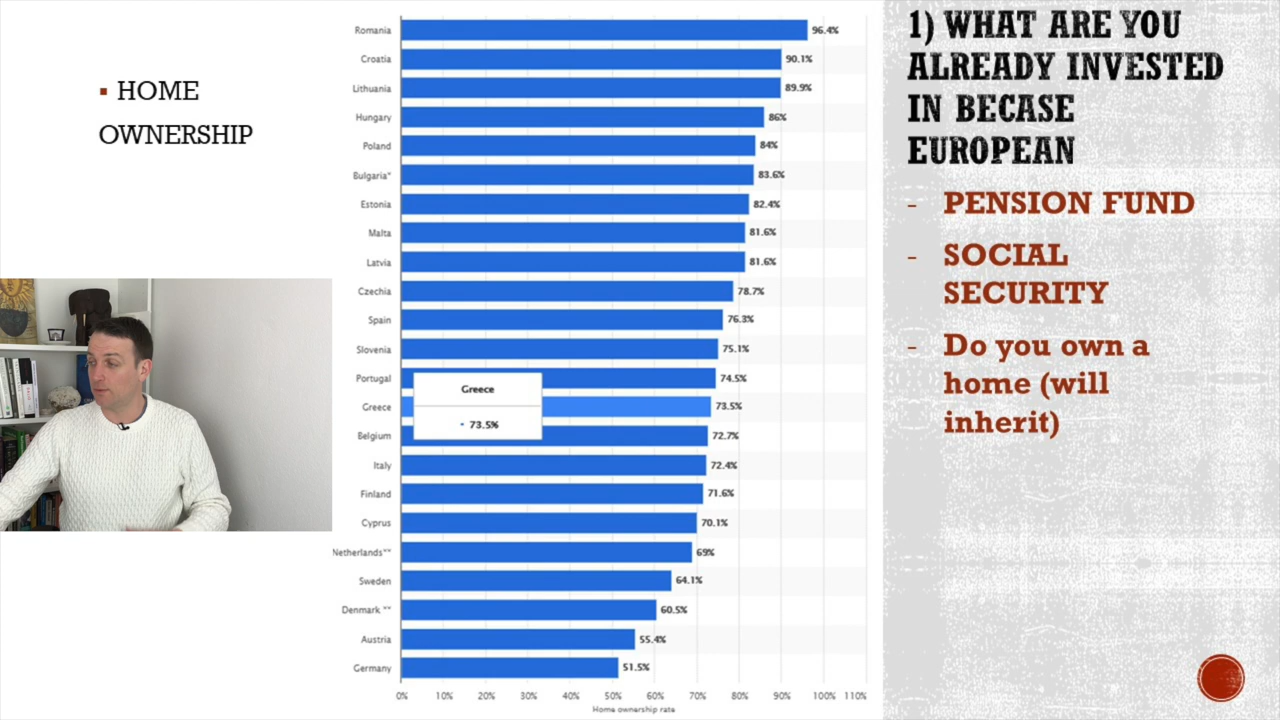 ▪ HOME
OWNERSHIP
Romania 96.4%
Croatia 90.1%
Lithuania 89.9%
Hungary 86%
Poland 84%
Bulgaria* 83.6%
Estonia 82.4%
Malta 81.6%
Latvia 81.6%
Czechia 78.7%
Spain 76.3%
Slovenia 75.1%
Portugal 74.5%
Greece
Greece 73.5%
73.5%
Belgium 72.7%
Italy 72.4%
Finland 71.6%
Cyprus 70.1%
Netherlands** 69%
Sweden 64.1%
Denmark ** 60.5%
Austria 55.4%
Germany 51.5%
0% 10% 20% 30% 40% 50% 60% 70% 80% 90% 100% 110%
Home ownership rate
1) WHAT ARE YOU
ALREADY INVESTED
IN BECASE
EUROPEAN
- PENSION FUND
- SOCIAL
SECURITY
- Do you own a
home (will
inherit)